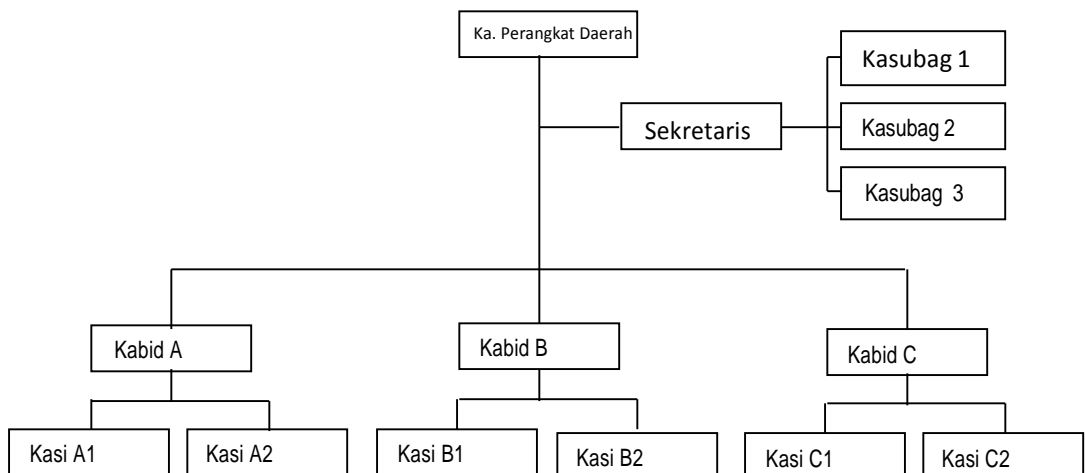 Ka. Perangkat Daerah
Kasubag 1
Sekretaris
Kasubag 2
Kasubag 3
Kabid A
Kabid B
Kabid C
Kasi A1
Kasi A2
Kasi B1
Kasi B2
Kasi C1
Kasi C2